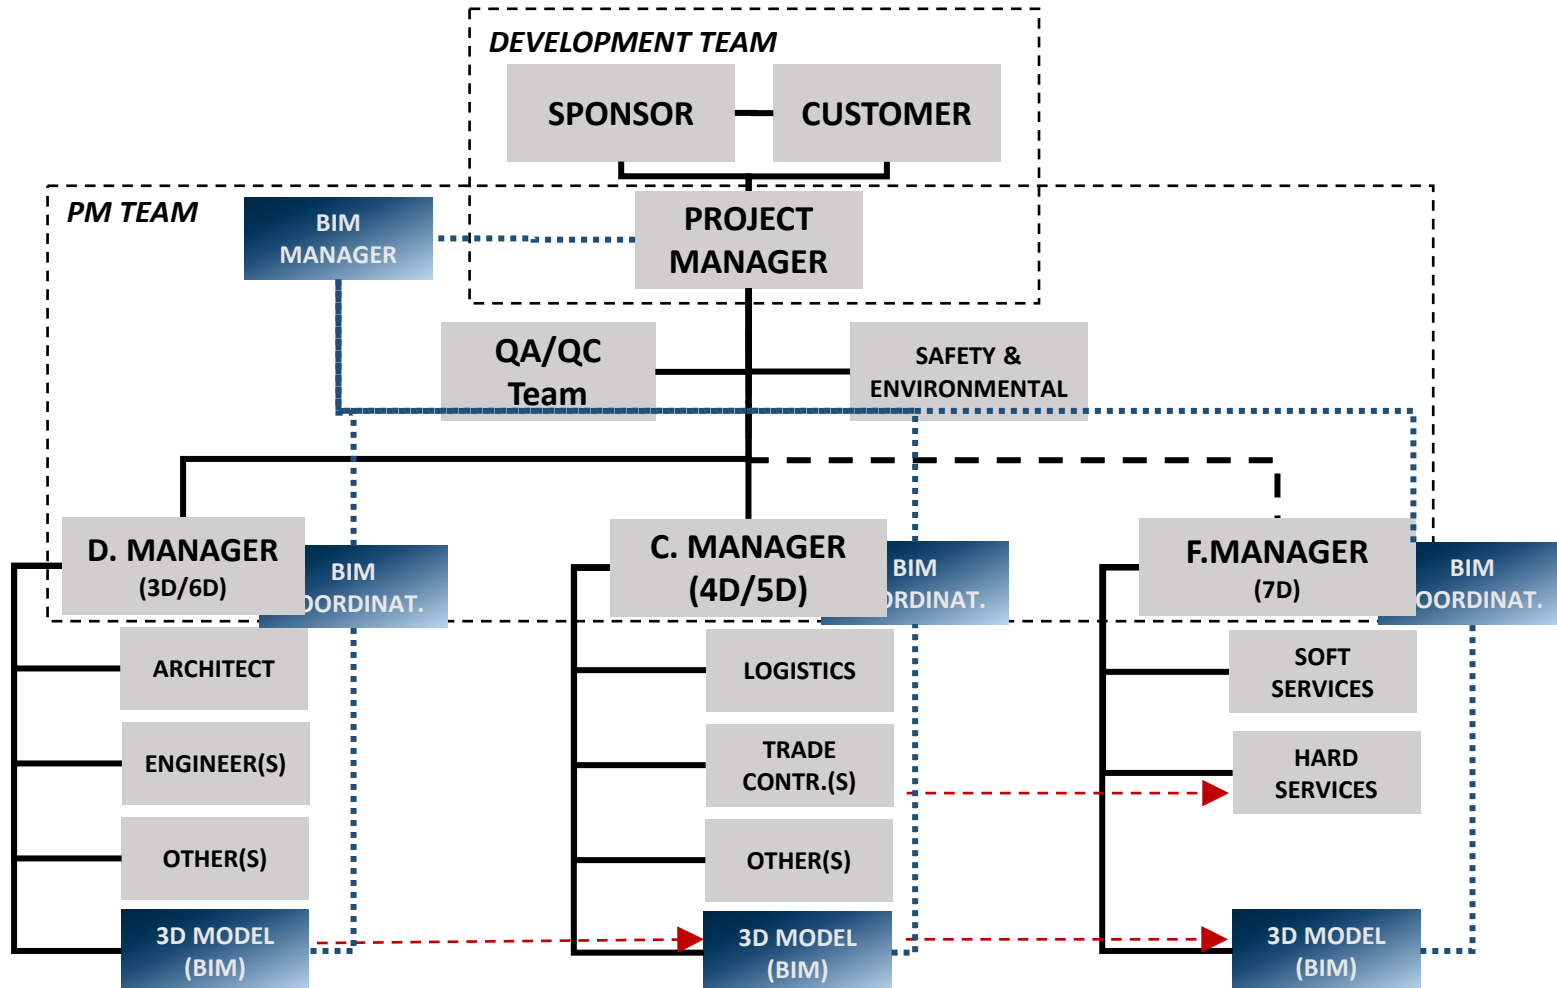 DEVELOPMENT TEAM
SPONSOR
CUSTOMER
PM TEAM
BIM
MANAGER
PROJECT
MANAGER
QA/QC
Team
SAFETY &
ENVIRONMENTAL
D. MANAGER
(3D/6D)
BIM
OORDINAT.
C. MANAGER
(4D/5D)
BIM
RDINAT.
F.MANAGER
(7D)
BIM
OORDINAT.
ARCHITECT
ENGINEER(S)
OTHER(S)
3D MODEL
(BIM)
LOGISTICS
TRADE
CONTR.(S)
OTHER(S)
3D MODEL
(BIM)
SOFT
SERVICES
HARD
SERVICES
3D MODEL
(BIM)